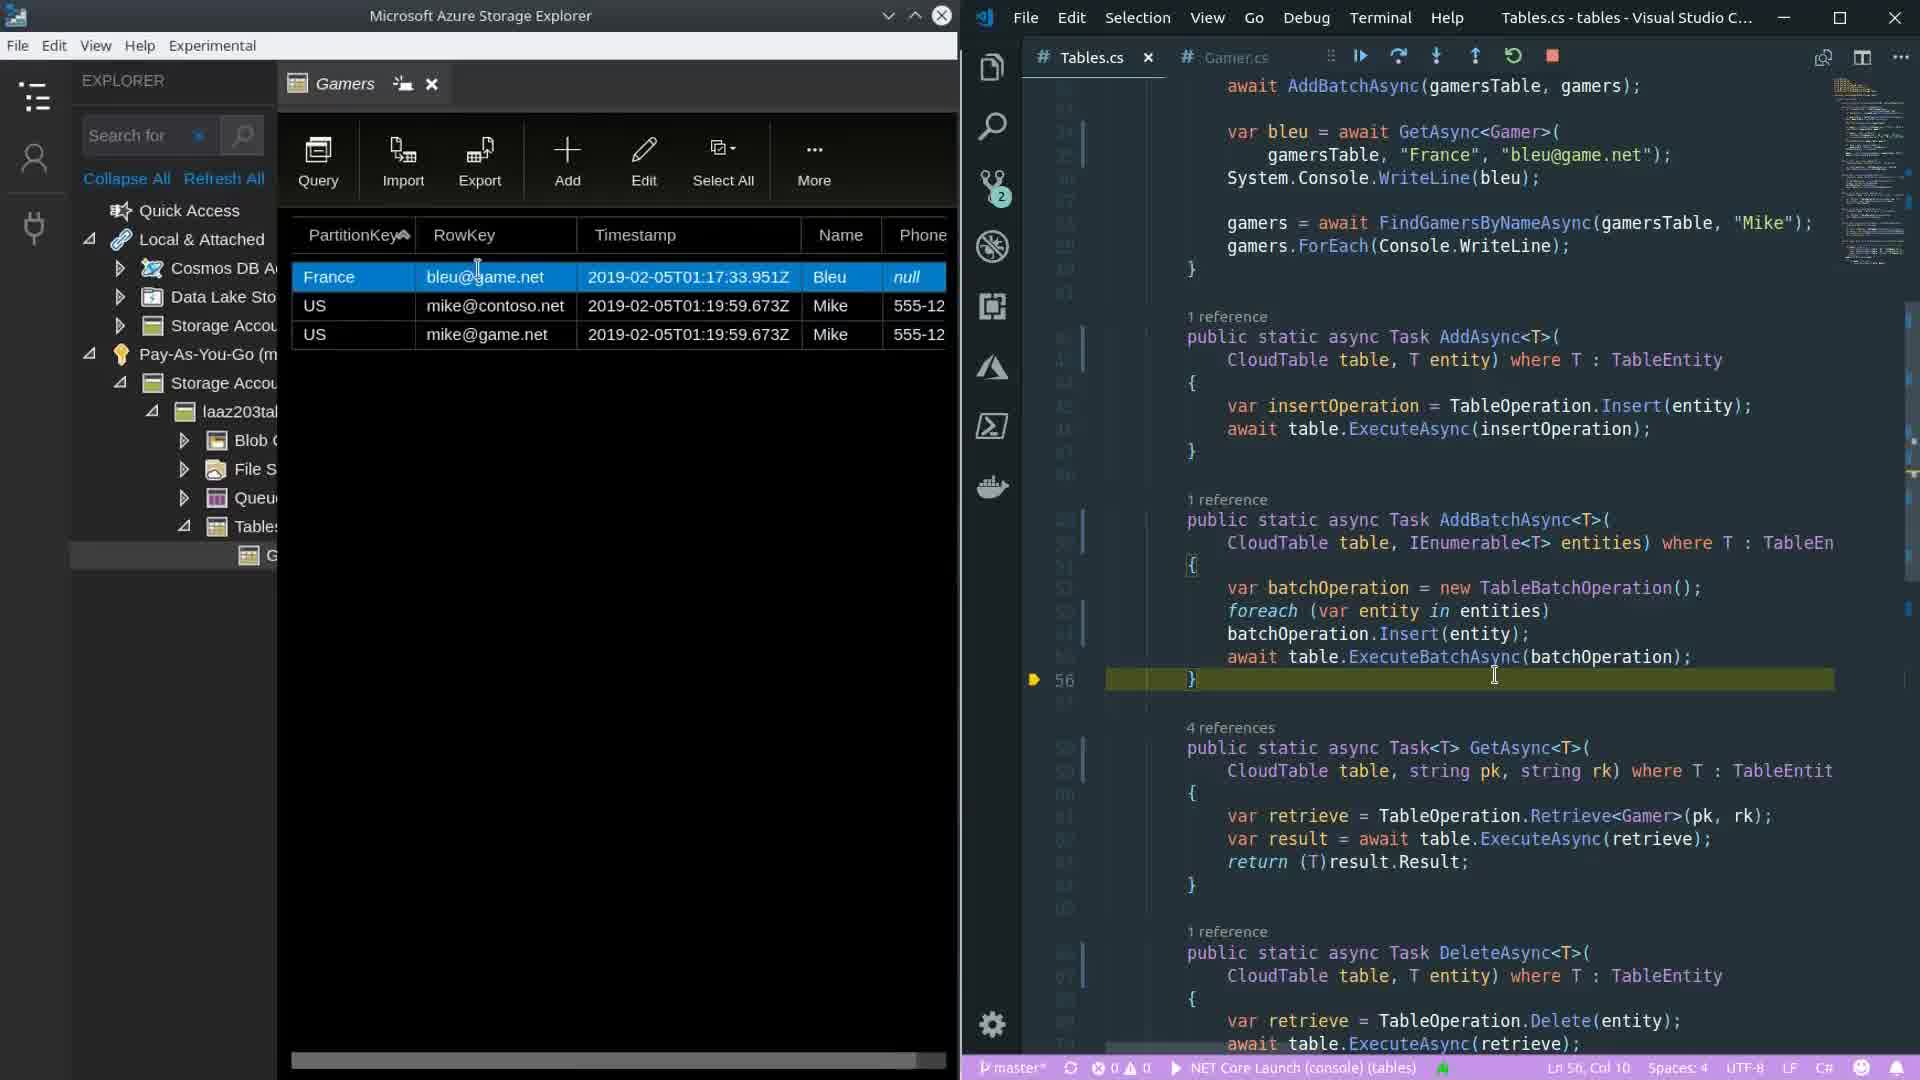 Microsoft Azure Storage Explorer
File Edit View Help Experimental
EXPLORER
Search for
Collapse All Refresh All
Quick Access
Local & Attached
Cosmos DB A
Data Lake Sto
Storage Accou
Pay-As-You-Go (m
Storage Accou
laaz203tal
Blob C
File S
Queue
Tables
G
Gamers
Query Import Export Add Edit Select All More
PartitionKey RowKey Timestamp Name Phone
France bleu@game.net 2019-02-05T01:17:33.951Z Bleu null
US mike@contoso.net 2019-02-05T01:19:59.673Z Mike 555-12
US mike@game.net 2019-02-05T01:19:59.673Z Mike 555-12
File Edit Selection View Go Debug Terminal Help Tables.cs - tables - Visual Studio C...
# Tables.cs # Gamer.cs
2
await AddBatchAsync(gamersTable, gamers);
var bleu = await GetAsync<Gamer>(
gamersTable, "France", "bleu@game.net");
System.Console.WriteLine(bleu);
gamers = await FindGamersByNameAsync(gamersTable, "Mike");
gamers.ForEach(Console.WriteLine);
}
1 reference
public static async Task AddAsync<T>(
CloudTable table, T entity) where T : TableEntity
{
var insertOperation = TableOperation.Insert(entity);
await table.ExecuteAsync(insertOperation);
}
1 reference
public static async Task AddBatchAsync<T>(
CloudTable table, IEnumerable<T> entities) where T : TableEn
{
var batchOperation = new TableBatchOperation();
foreach (var entity in entities)
batchOperation.Insert(entity);
await table.ExecuteBatchAsync(batchOperation);
56 }
4 references
public static async Task<T> GetAsync<T>(
CloudTable table, string pk, string rk) where T : TableEntit
{
var retrieve = TableOperation.Retrieve<Gamer>(pk, rk);
var result = await table.ExecuteAsync(retrieve);
return (T)result.Result;
}
1 reference
public static async Task DeleteAsync<T>(
CloudTable table, T entity) where T : TableEntity
{
var retrieve = TableOperation.Delete(entity);
await table.ExecuteAsync(retrieve);
master* 0 0 .NET Core Launch (console) (tables) Ln 56, Col 10 Spaces: 4 UTF-8 LF C#